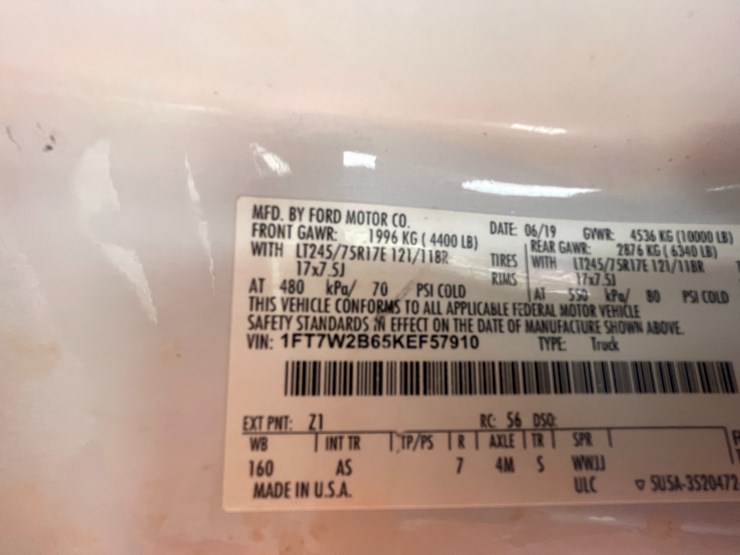 MFD. BY FORD MOTOR CO.
DATE: 06/19 GVWR: 4536 KG (10000 LB)
FRONT GAWR: 1996 KG ( 4400 LB) REAR GAWR: 2876 KG ( 6340 LB)
WITH LT245/75R17E 121/118R TIRES WITH LT245/75R17E 121/118R
17x7.5J RIMS 17x7.5J
AT 480 kPa/ 70 PSI COLD AT 550 kPa/ 80 PSI COLD
THIS VEHICLE CONFORMS TO ALL APPLICABLE FEDERAL MOTOR VEHICLE
SAFETY STANDARDS IN EFFECT ON THE DATE OF MANUFACTURE SHOWN ABOVE.
VIN: 1FT7W2B65KEF57910 TYPE: Truck
EXT PNT: Z1 RC: 56 DSO:
WB INT TR TP/PS R AXLE TR SPR
160 AS 7 4M S WWJJ
MADE IN U.S.A. ULC SU5A-3520472